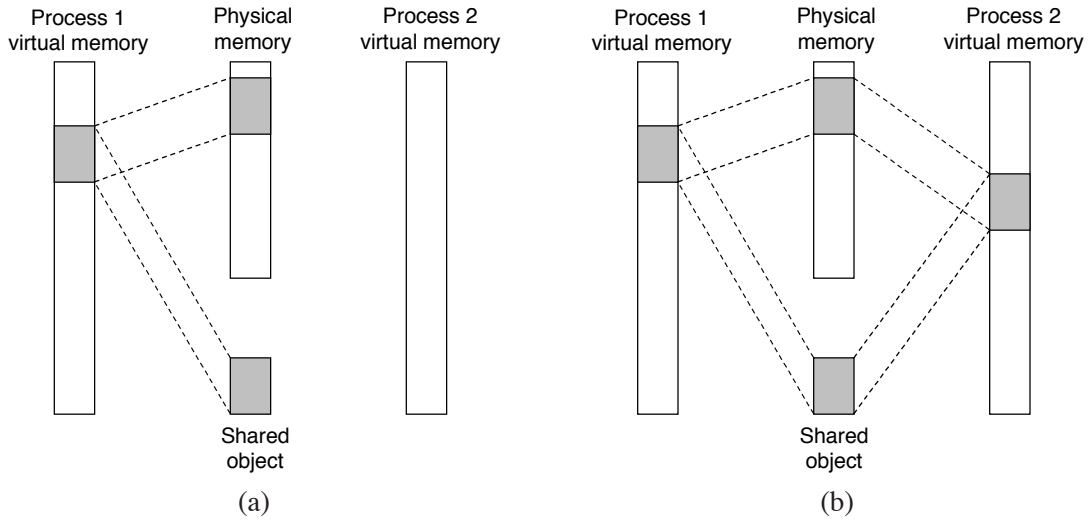 Process 1
virtual memory
Physical
memory
Process 2
virtual memory
Shared
object
(a)
Process 1
virtual memory
Physical
memory
Process 2
virtual memory
Shared
object
(b)